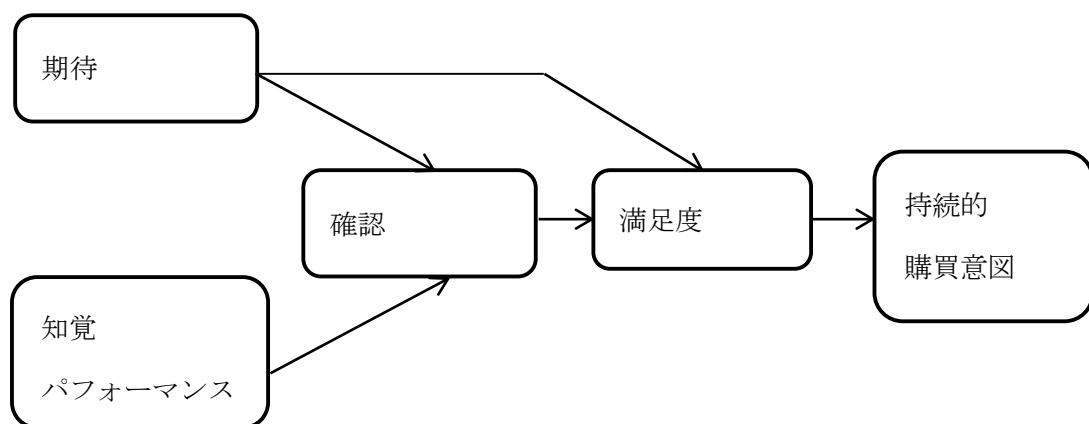 期待
確認
満足度
持続的
購買意図
知覚
パフォーマンス